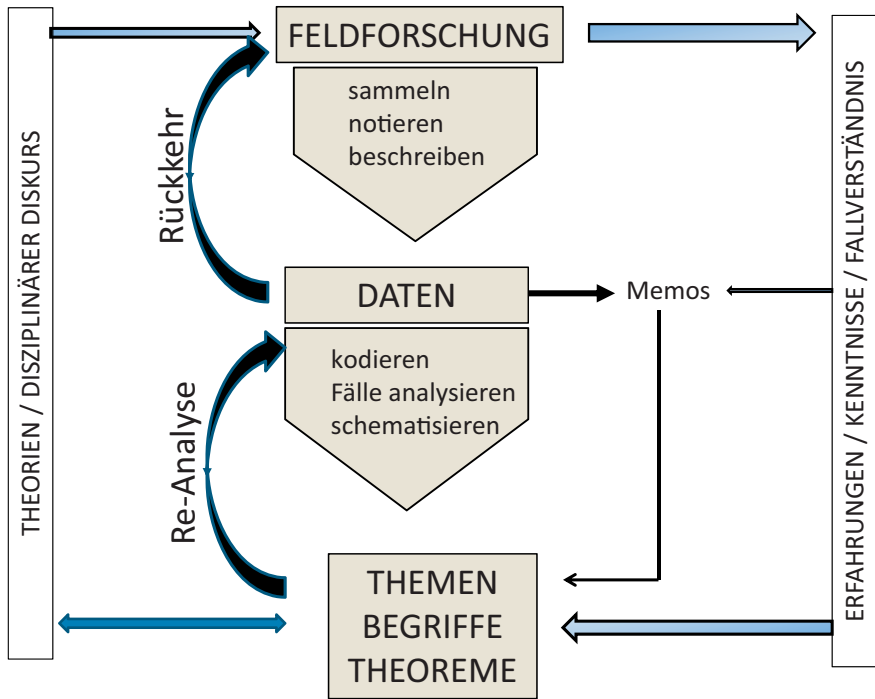 THEORIEN / DISZIPLINÄRER DISKURS
FELDFORSCHUNG
sammeln
notieren
beschreiben
Rückkehr
DATEN
Memos
kodieren
Fälle analysieren
schematisieren
Re-Analyse
THEMEN
BEGRIFFE
THEOREME
ERFAHRUNGEN / KENNTNISSE / FALLVERSTÄNDNIS